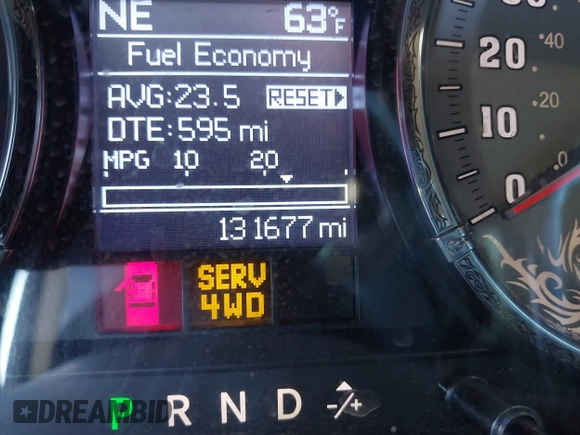 NE 63°F
Fuel Economy
AVG:23.5 RESET
DTE:595 mi
MPG 10 20
131677 mi
SERV
4WD
P R N D -/+
20
10
0
40
20
0
DREAMBID